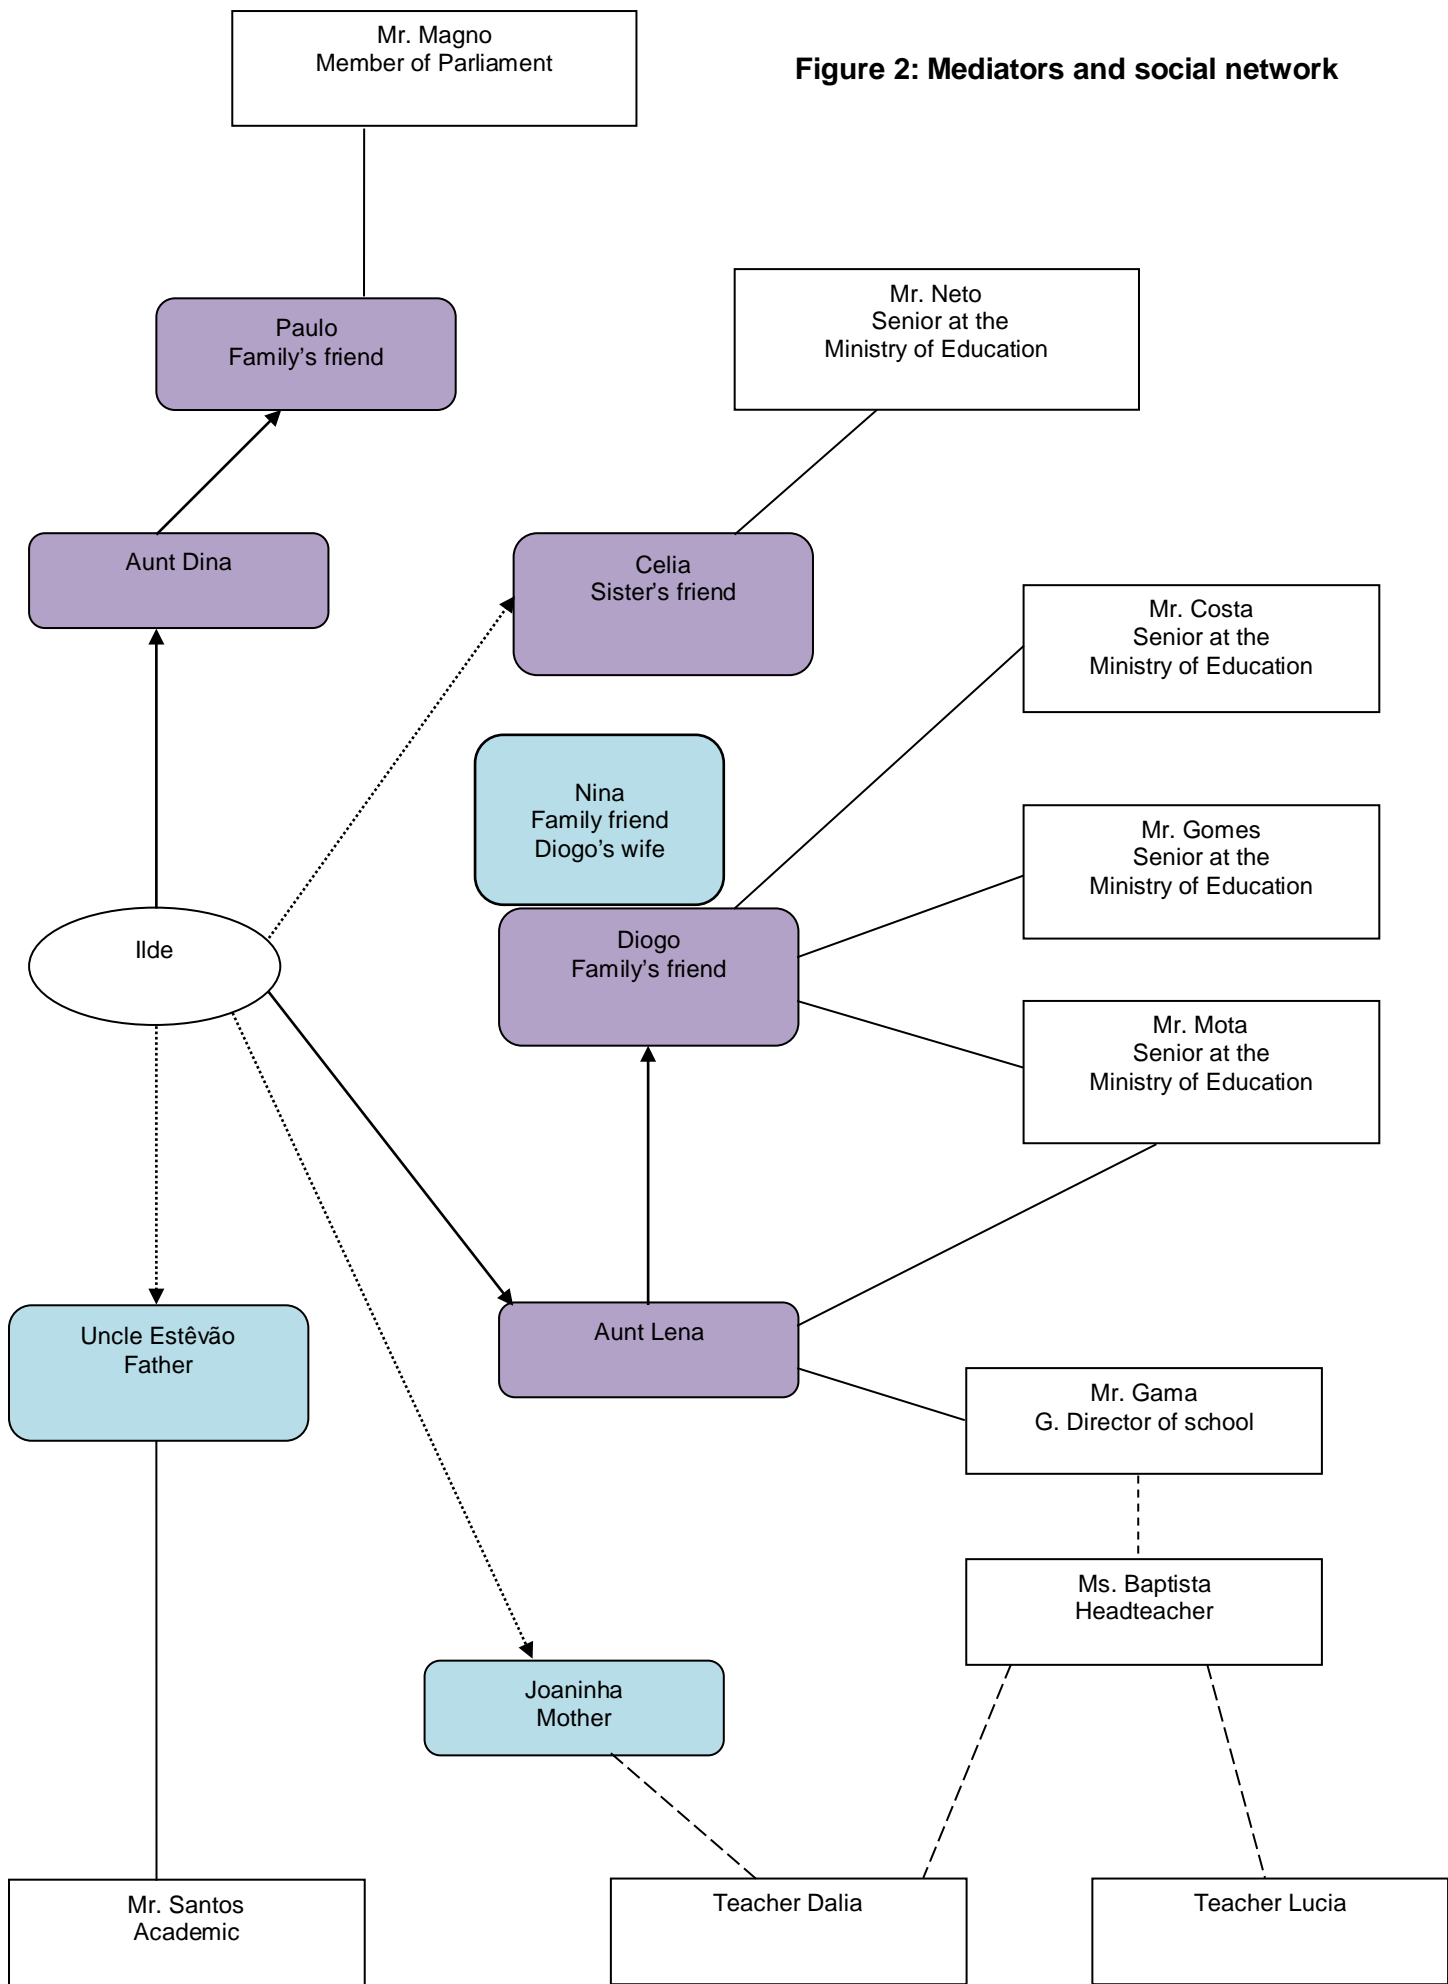 Mr. Magno
Member of Parliament
Figure 2: Mediators and social network
Mr. Neto
Senior at the
Ministry of Education
Paulo
Family’s friend
Aunt Dina
Celia
Sister’s friend
Mr. Costa
Senior at the
Ministry of Education
Nina
Family friend
Diogo’s wife
Mr. Gomes
Senior at the
Ministry of Education
Ilde
Diogo
Family’s friend
Mr. Mota
Senior at the
Ministry of Education
Uncle Estêvão
Father
Aunt Lena
Mr. Gama
G. Director of school
Ms. Baptista
Headteacher
Joaninha
Mother
Mr. Santos
Academic
Teacher Dalia
Teacher Lucia